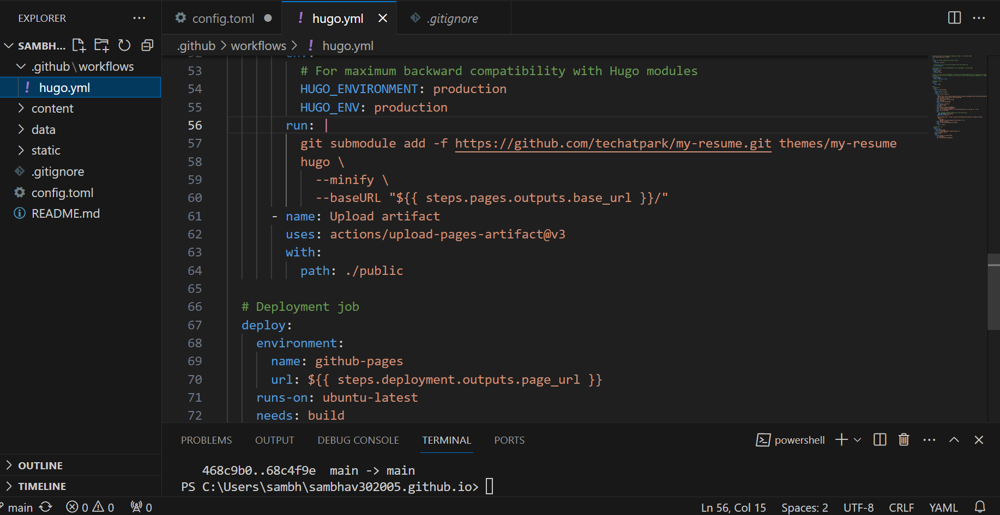 EXPLORER
config.toml
hugo.yml
.gitignore
SAMBH...
.github > workflows > hugo.yml
.github\workflows
hugo.yml
content
data
static
.gitignore
config.toml
README.md
53 # For maximum backward compatibility with Hugo modules
54 HUGO_ENVIRONMENT: production
55 HUGO_ENV: production
56 run: |
57 git submodule add -f https://github.com/techatpark/my-resume.git themes/my-resume
58 hugo \
59 --minify \
60 --baseURL "${{ steps.pages.outputs.base_url }}/"
61 - name: Upload artifact
62 uses: actions/upload-pages-artifact@v3
63 with:
64 path: ./public
65
66 # Deployment job
67 deploy:
68 environment:
69 name: github-pages
70 url: ${{ steps.deployment.outputs.page_url }}
71 runs-on: ubuntu-latest
72 needs: build
PROBLEMS OUTPUT DEBUG CONSOLE TERMINAL PORTS
powershell
468c9b0..68c4f9e main -> main
PS C:\Users\sambh\sambhav302005.github.io>
OUTLINE
TIMELINE
main 0 0 0
Ln 56, Col 15 Spaces: 2 UTF-8 CRLF YAML